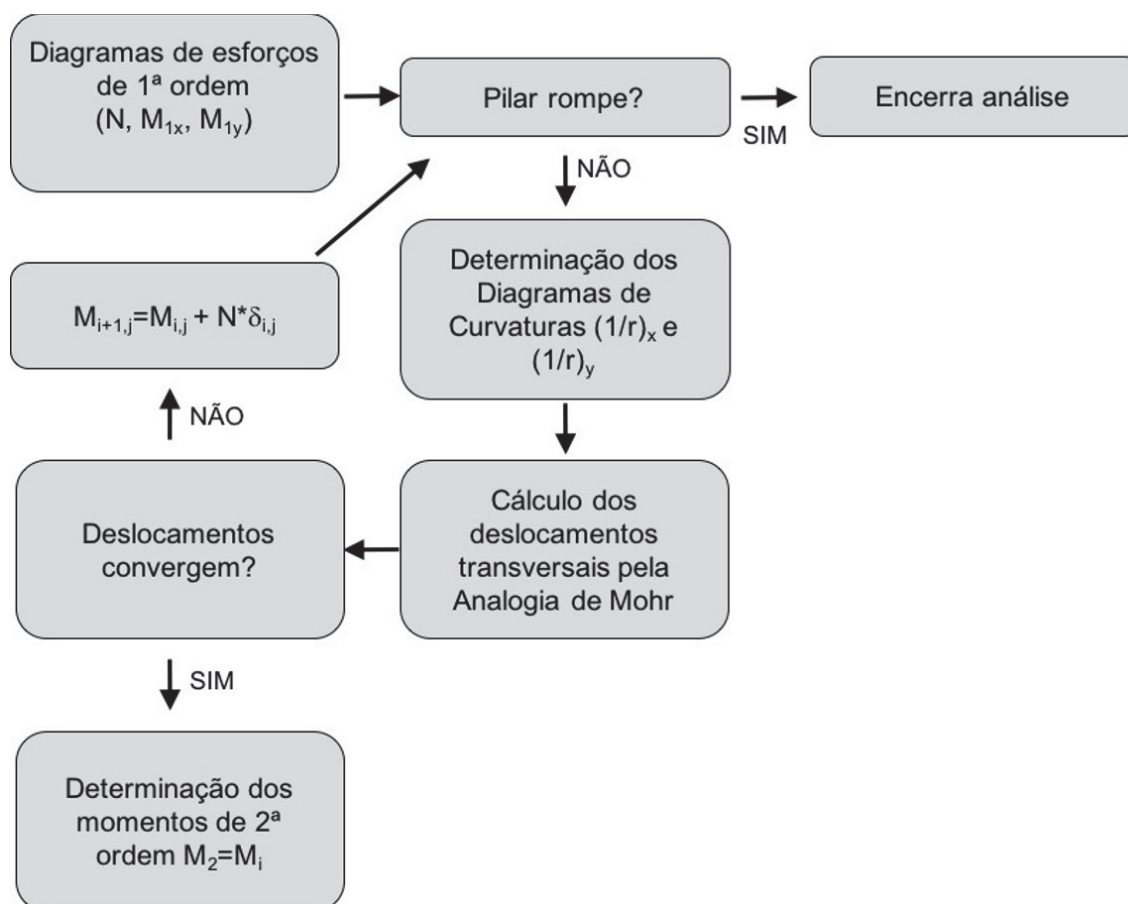 Diagramas de esforços
de 1ª ordem
(N, M₁ₓ, M₁ᵧ)
Pilar rompe?
SIM
Encerra análise
NÃO
Determinação dos
Diagramas de
Curvaturas (1/r)ₓ e
(1/r)ᵧ
Cálculo dos
deslocamentos
transversais pela
Analogia de Mohr
Deslocamentos
convergem?
NÃO
Mᵢ₊₁,ⱼ=Mᵢ,ⱼ + N*δᵢ,ⱼ
SIM
Determinação dos
momentos de 2ª
ordem M₂=Mᵢ